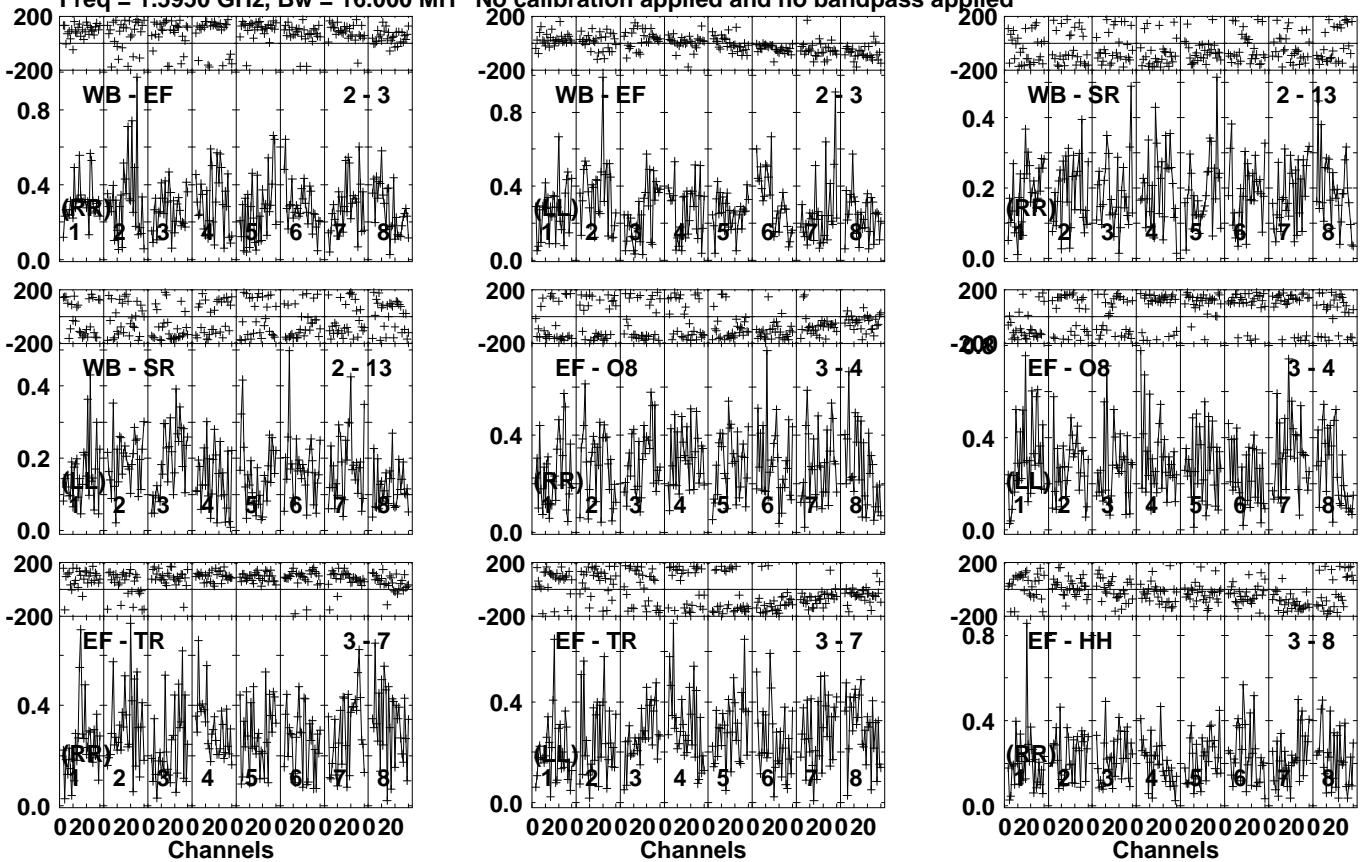 Freq = 1.5950 GHz, Bw = 16.000 MH No calibration applied and no bandpass applied
200 200 200
-200 -200 -200
WB - EF 2 - 3 WB - EF 2 - 3 WB - SR 2 - 13
0.8 0.8 0.4
0.4 0.4 0.2
(RR) (LL) (RR)
1 2 3 4 5 6 7 8 1 2 3 4 5 6 7 8 1 2 3 4 5 6 7 8
0.0 0.0 0.0
200 200 200
-200 -200 -200
0.8
WB - SR 2 - 13 EF - O8 3 - 4 EF - O8 3 - 4
0.4 0.4 0.4
0.2
(LL) (RR) (LL)
1 2 3 4 5 6 7 8 1 2 3 4 5 6 7 8 1 2 3 4 5 6 7 8
0.0 0.0 0.0
200 200 200
-200 -200 -200
EF - TR 3 - 7 EF - TR 3 - 7 EF - HH 3 - 8
0.8
0.4 0.4 0.4
(RR) (LL) (RR)
1 2 3 4 5 6 7 8 1 2 3 4 5 6 7 8 1 2 3 4 5 6 7 8
0.0 0.0 0.0
0 20 0 20 0 20 0 20 0 20 0 20 0 20 0 20 0 20 0 20 0 20 0 20 0 20 0 20 0 20 0 20 0 20 0 20 0 20 0 20 0 20 0 20 0 20 0 20
Channels Channels Channels